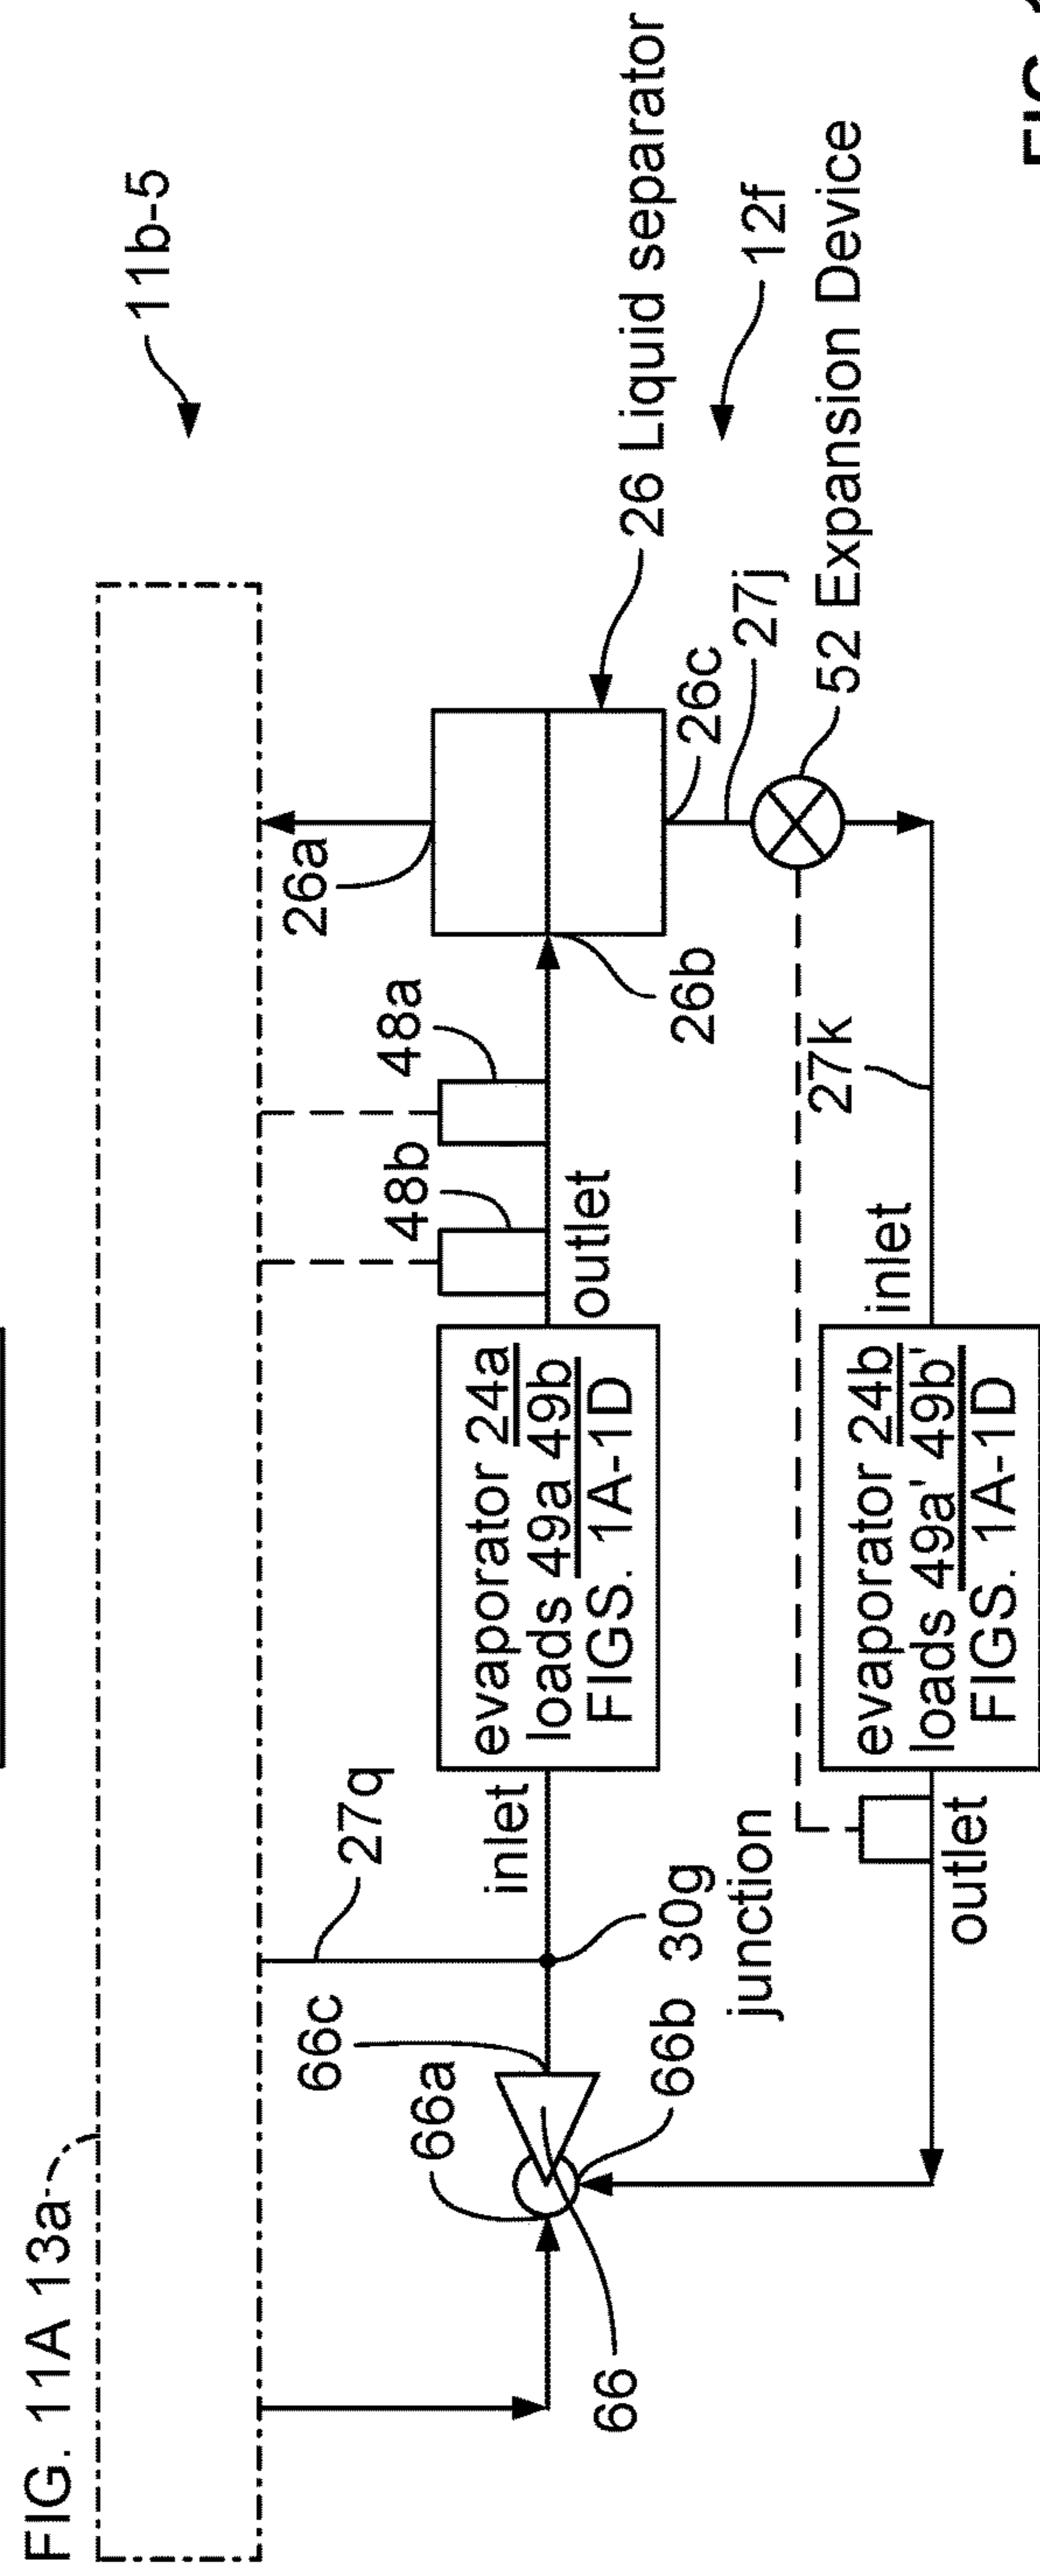 FIG. 11A 13a
11b-5
27q
66c
66a
66
66b
30g
junction
inlet
evaporator 24a
loads 49a 49b
FIGS. 1A-1D
outlet
48b
48a
26a
26b
26 Liquid separator
26c
27j
12f
52 Expansion Device
27k
inlet
evaporator 24b
loads 49a' 49b'
FIGS. 1A-1D
outlet
FIG.